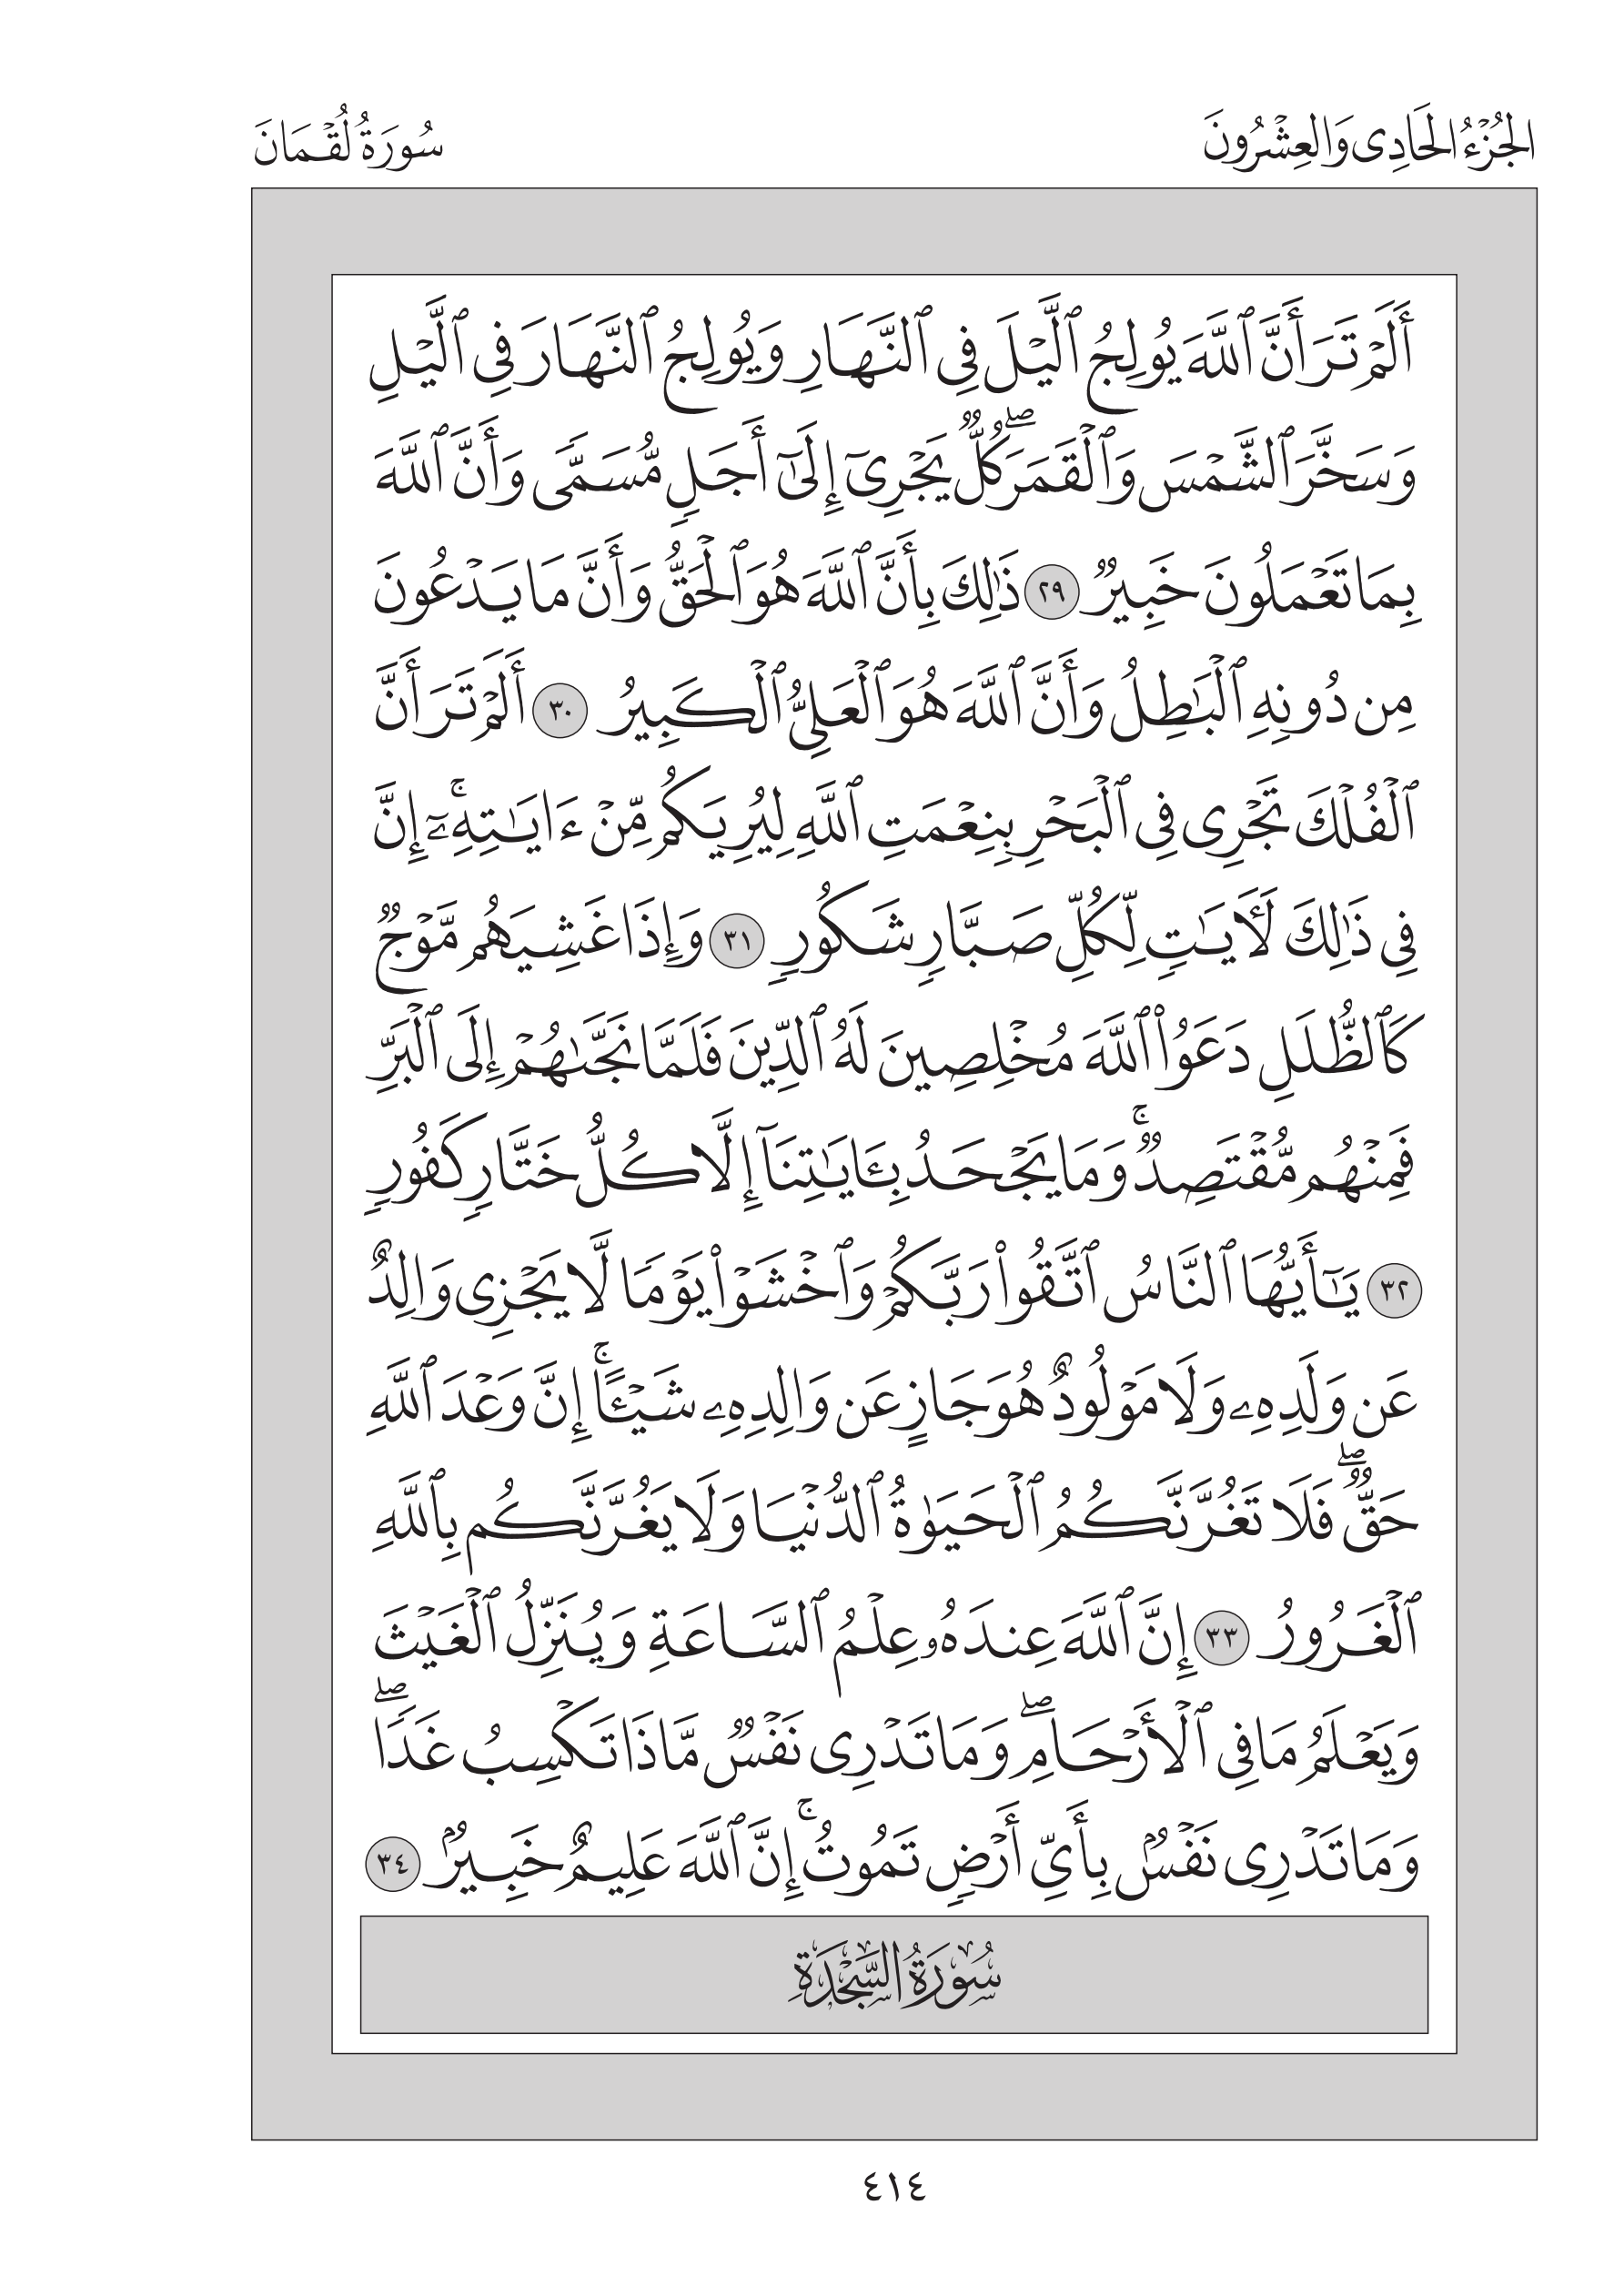 الجُزْءُ الحَادِى وَالعِشْرُونَ
سُورَةُ لُقْمَان
أَلَمْ تَرَ أَنَّ ٱللَّهَ يُولِجُ ٱلَّيْلَ فِى ٱلنَّهَارِ وَيُولِجُ ٱلنَّهَارَ فِى ٱلَّيْلِ
وَسَخَّرَ ٱلشَّمْسَ وَٱلْقَمَرَۖ كُلٌّ يَجْرِىٓ إِلَىٰٓ أَجَلٍ مُّسَمًّى وَأَنَّ ٱللَّهَ
بِمَا تَعْمَلُونَ خَبِيرٌ ٢٩ ذَٰلِكَ بِأَنَّ ٱللَّهَ هُوَ ٱلْحَقُّ وَأَنَّ مَا يَدْعُونَ
مِن دُونِهِ ٱلْبَٰطِلُ وَأَنَّ ٱللَّهَ هُوَ ٱلْعَلِىُّ ٱلْكَبِيرُ ٣٠ أَلَمْ تَرَ أَنَّ
ٱلْفُلْكَ تَجْرِى فِى ٱلْبَحْرِ بِنِعْمَتِ ٱللَّهِ لِيُرِيَكُم مِّنْ ءَايَٰتِهِۦٓۚ إِنَّ
فِى ذَٰلِكَ لَءَايَٰتٍ لِّكُلِّ صَبَّارٍ شَكُورٍ ٣١ وَإِذَا غَشِيَهُم مَّوْجٌ
كَٱلظُّلَلِ دَعَوُا۟ ٱللَّهَ مُخْلِصِينَ لَهُ ٱلدِّينَ فَلَمَّا نَجَّىٰهُمْ إِلَى ٱلْبَرِّ
فَمِنْهُم مُّقْتَصِدٌۚ وَمَا يَجْحَدُ بِـَٔايَٰتِنَآ إِلَّا كُلُّ خَتَّارٍ كَفُورٍ
٣٢ يَٰٓأَيُّهَا ٱلنَّاسُ ٱتَّقُوا۟ رَبَّكُمْ وَٱخْشَوْا۟ يَوْمًا لَّا يَجْزِى وَالِدٌ
عَن وَلَدِهِۦ وَلَا مَوْلُودٌ هُوَ جَازٍ عَن وَالِدِهِۦ شَيْـًٔاۚ إِنَّ وَعْدَ ٱللَّهِ
حَقٌّۖ فَلَا تَغُرَّنَّكُمُ ٱلْحَيَوٰةُ ٱلدُّنْيَا وَلَا يَغُرَّنَّكُم بِٱللَّهِ
ٱلْغَرُورُ ٣٣ إِنَّ ٱللَّهَ عِندَهُۥ عِلْمُ ٱلسَّاعَةِ وَيُنَزِّلُ ٱلْغَيْثَ
وَيَعْلَمُ مَا فِى ٱلْأَرْحَامِۖ وَمَا تَدْرِى نَفْسٌ مَّاذَا تَكْسِبُ غَدًاۖ
وَمَا تَدْرِى نَفْسٌۢ بِأَىِّ أَرْضٍ تَمُوتُۚ إِنَّ ٱللَّهَ عَلِيمٌ خَبِيرٌۢ ٣٤
سُورَةُ السَّجْدَةِ
٤١٤